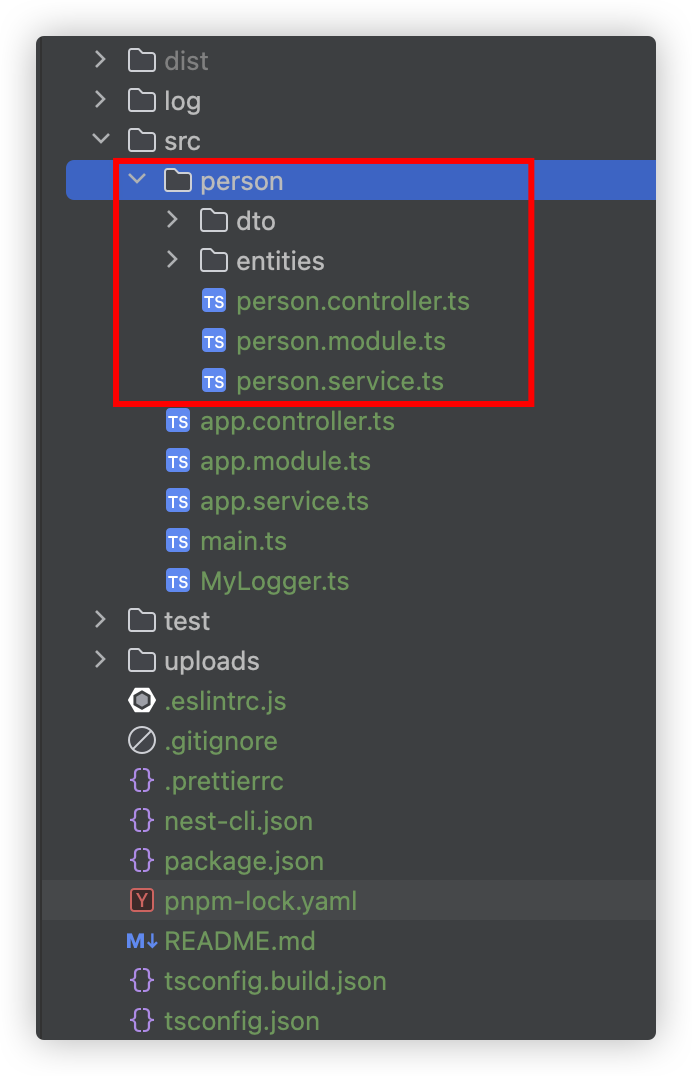 dist
log
src
person
dto
entities
TS person.controller.ts
TS person.module.ts
TS person.service.ts
TS app.controller.ts
TS app.module.ts
TS app.service.ts
TS main.ts
TS MyLogger.ts
test
uploads
.eslintrc.js
.gitignore
{} .prettierrc
{} nest-cli.json
{} package.json
Y pnpm-lock.yaml
M↓ README.md
{} tsconfig.build.json
{} tsconfig.json